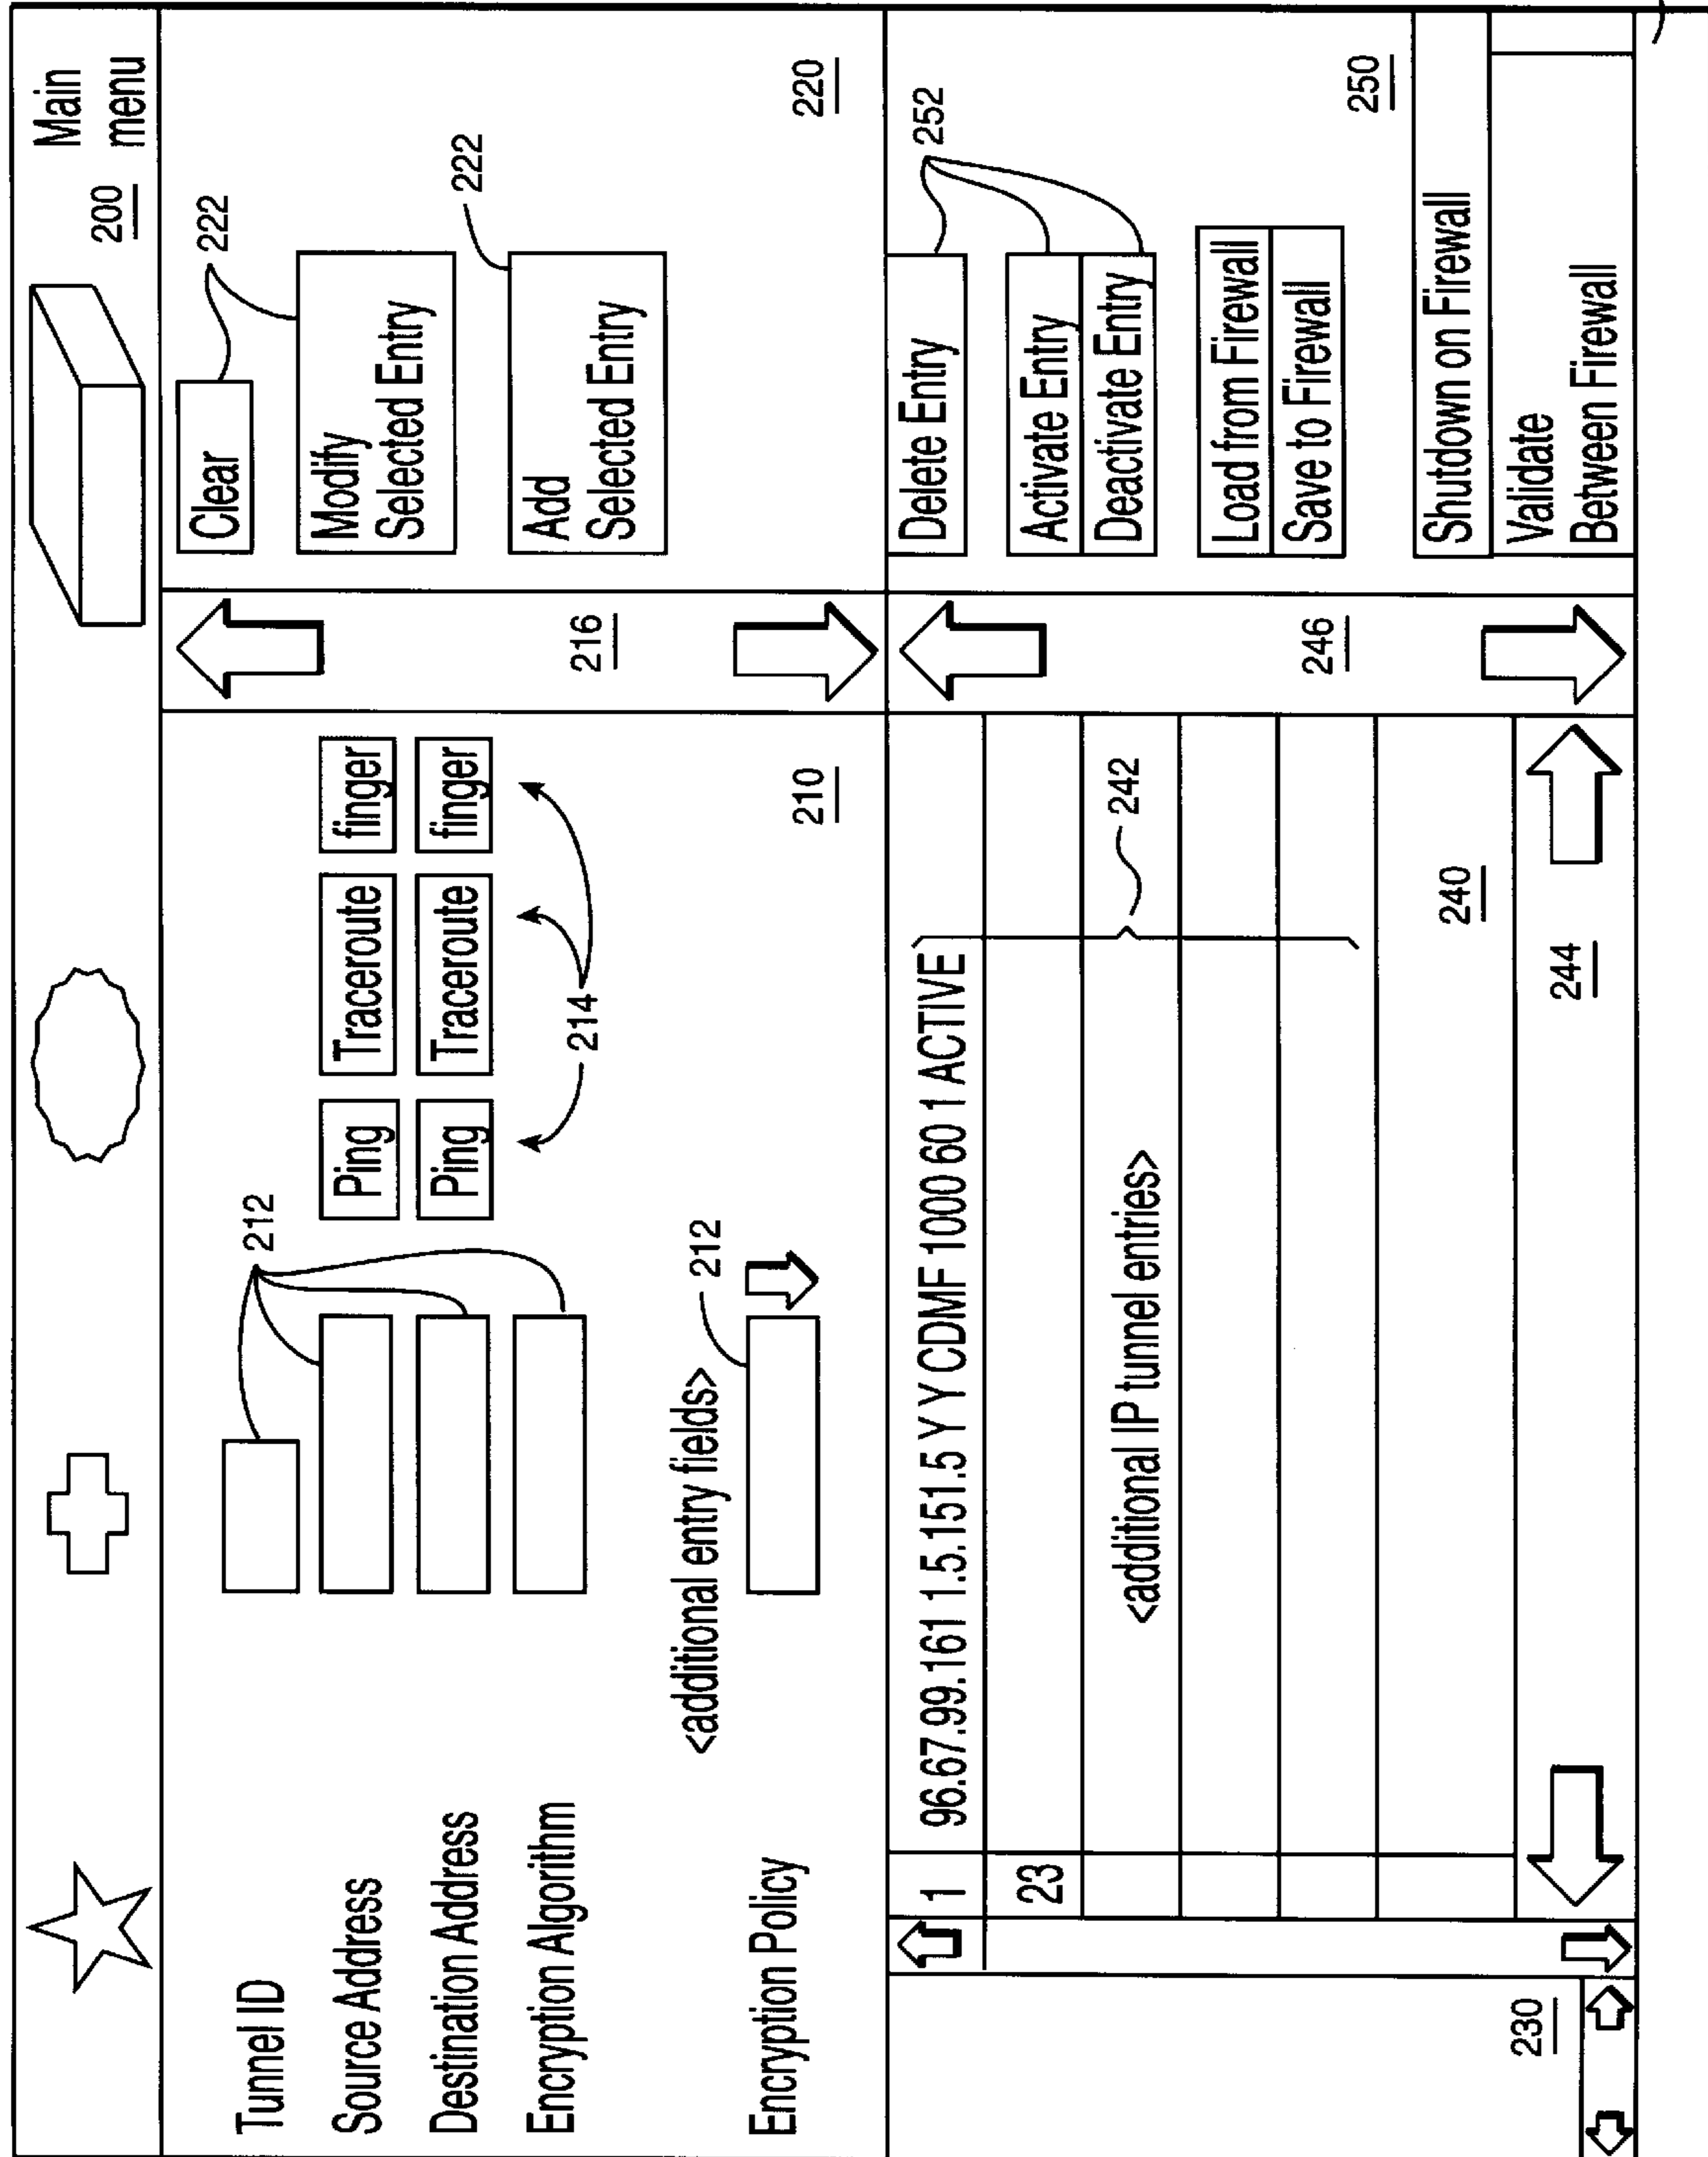 Main
menu
200
Tunnel ID
Source Address
Destination Address
Encryption Algorithm
<additional entry fields>
Encryption Policy
212
212
Ping
Traceroute
finger
Ping
Traceroute
finger
214
210
216
Clear
222
Modify
Selected Entry
222
Add
Selected Entry
220
230
1
96.67.99.161 1.5.151.5 Y Y CDMF 1000 60 1 ACTIVE
23
<additional IP tunnel entries>
242
240
244
246
Delete Entry
252
Activate Entry
Deactivate Entry
Load from Firewall
Save to Firewall
250
Shutdown on Firewall
Validate
Between Firewall